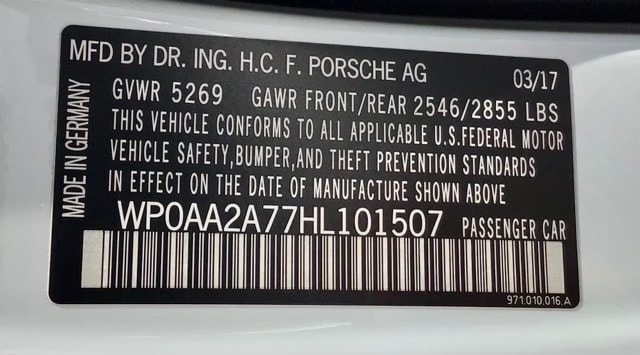 MFD BY DR. ING. H.C. F. PORSCHE AG 03/17
GVWR 5269 GAWR FRONT/REAR 2546/2855 LBS
THIS VEHICLE CONFORMS TO ALL APPLICABLE U.S.FEDERAL MOTOR
VEHICLE SAFETY,BUMPER,AND THEFT PREVENTION STANDARDS
IN EFFECT ON THE DATE OF MANUFACTURE SHOWN ABOVE
WP0AA2A77HL101507 PASSENGER CAR
971.010.016.A
MADE IN GERMANY